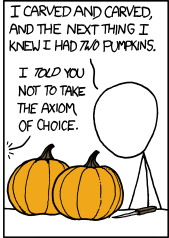 I CARVED AND CARVED,
AND THE NEXT THING I
KNEW I HAD TWO PUMPKINS.
I TOLD YOU
NOT TO TAKE
THE AXIOM
OF CHOICE.